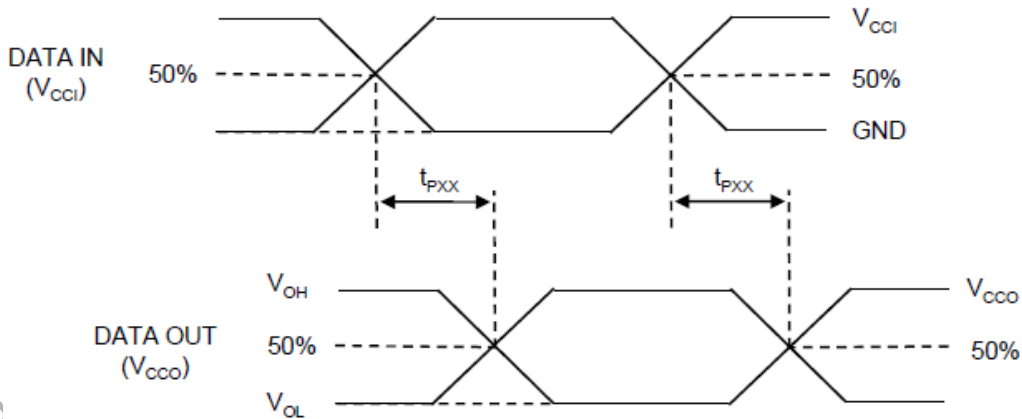 V_CCI
DATA IN
(V_CCI)
50%
50%
GND
t_PXX
t_PXX
V_OH
V_CCO
DATA OUT
(V_CCO)
50%
50%
V_OL